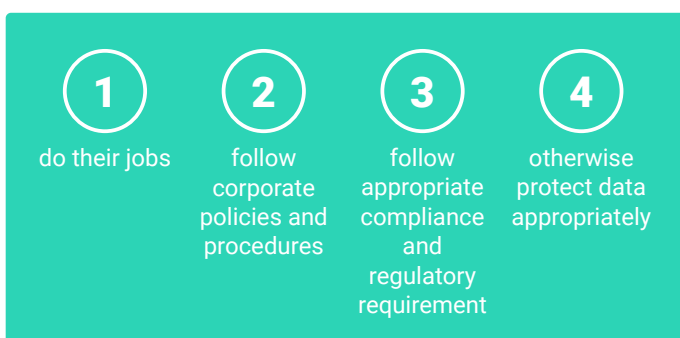 1
do their jobs
2
follow
corporate
policies and
procedures
3
follow
appropriate
compliance
and
regulatory
requirement
4
otherwise
protect data
appropriately